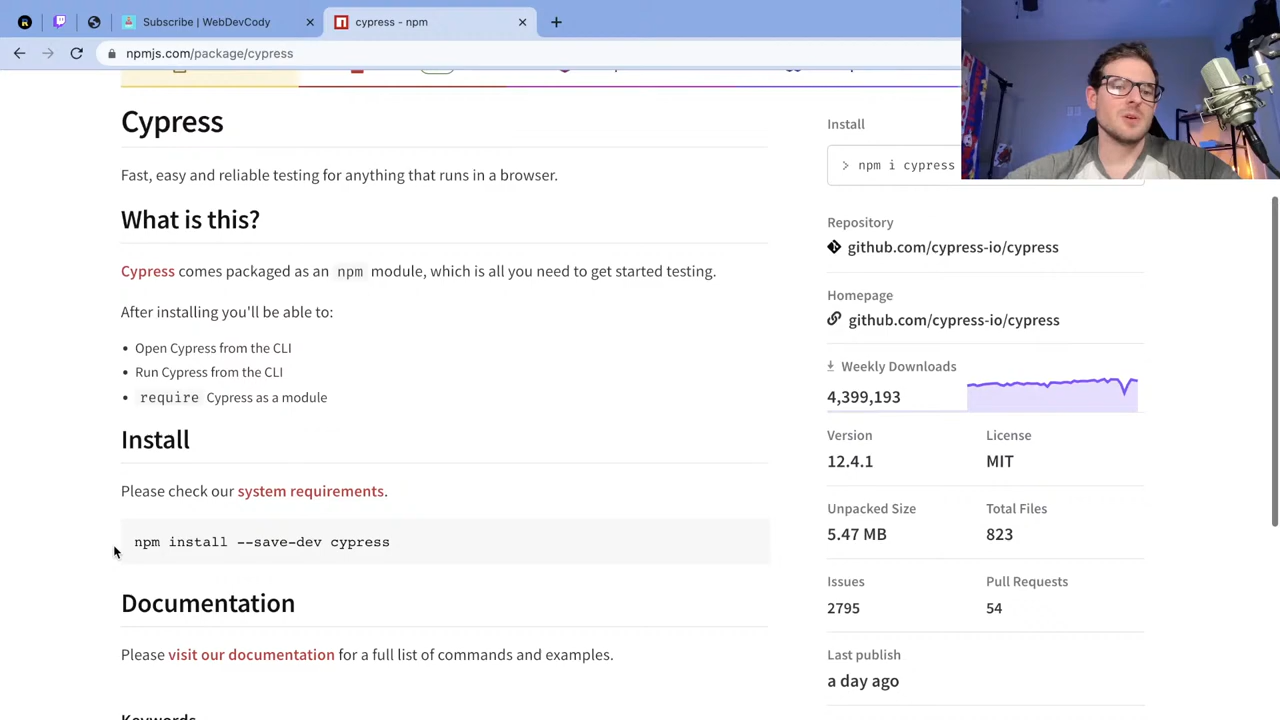 Subscribe | WebDevCody
cypress - npm
npmjs.com/package/cypress
Cypress
Fast, easy and reliable testing for anything that runs in a browser.
What is this?
Cypress comes packaged as an npm module, which is all you need to get started testing.
After installing you'll be able to:
Open Cypress from the CLI
Run Cypress from the CLI
require Cypress as a module
Install
Please check our system requirements.
npm install --save-dev cypress
Documentation
Please visit our documentation for a full list of commands and examples.
Keywords
Install
> npm i cypress
Repository
github.com/cypress-io/cypress
Homepage
github.com/cypress-io/cypress
Weekly Downloads
4,399,193
Version
12.4.1
License
MIT
Unpacked Size
5.47 MB
Total Files
823
Issues
2795
Pull Requests
54
Last publish
a day ago